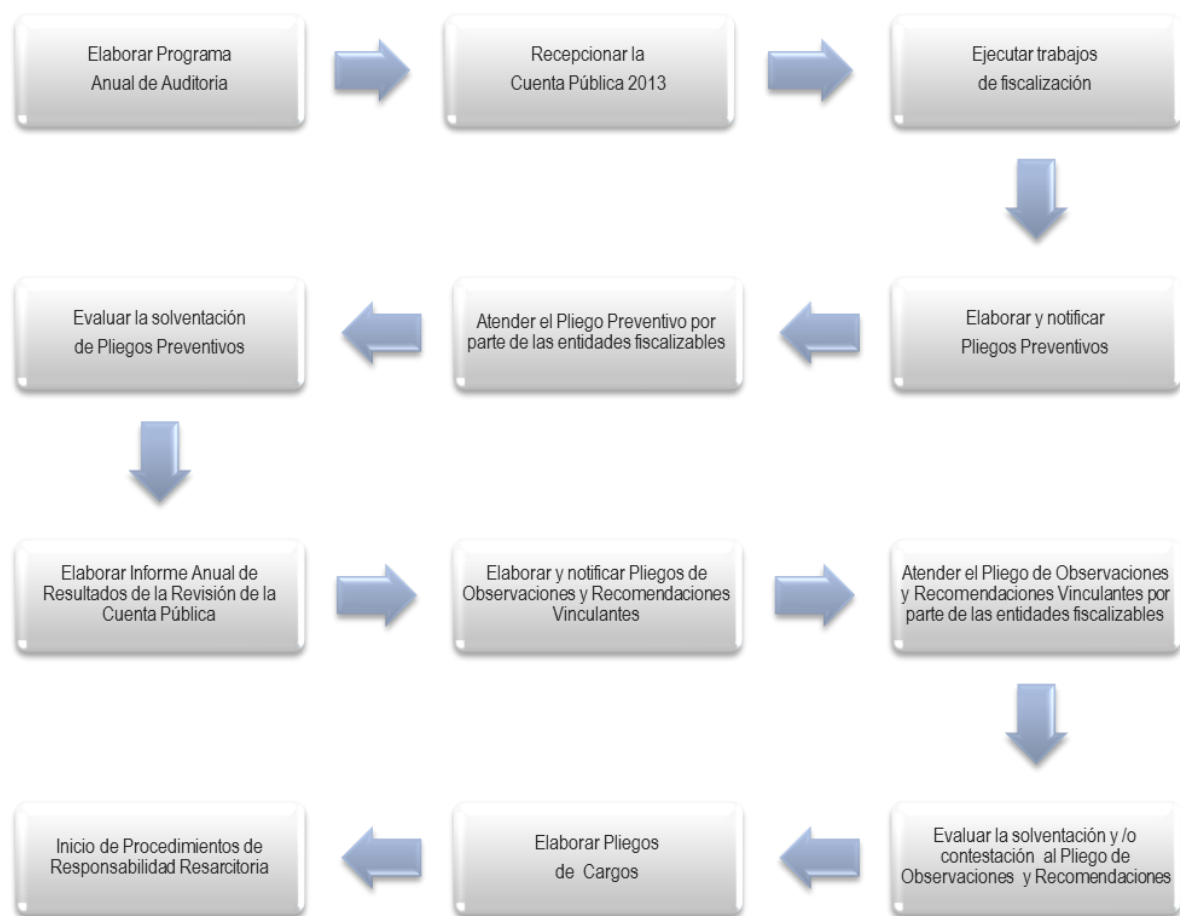 Elaborar Programa
Anual de Auditoría
Recepcionar la
Cuenta Pública 2013
Ejecutar trabajos
de fiscalización
Elaborar y notificar
Pliegos Preventivos
Atender el Pliego Preventivo por
parte de las entidades fiscalizables
Evaluar la solventación
de Pliegos Preventivos
Elaborar Informe Anual de
Resultados de la Revisión de la
Cuenta Pública
Elaborar y notificar Pliegos de
Observaciones y Recomendaciones
Vinculantes
Atender el Pliego de Observaciones
y Recomendaciones Vinculantes por
parte de las entidades fiscalizables
Evaluar la solventación y /o
contestación al Pliego de
Observaciones y Recomendaciones
Elaborar Pliegos
de Cargos
Inicio de Procedimientos de
Responsabilidad Resarcitoria